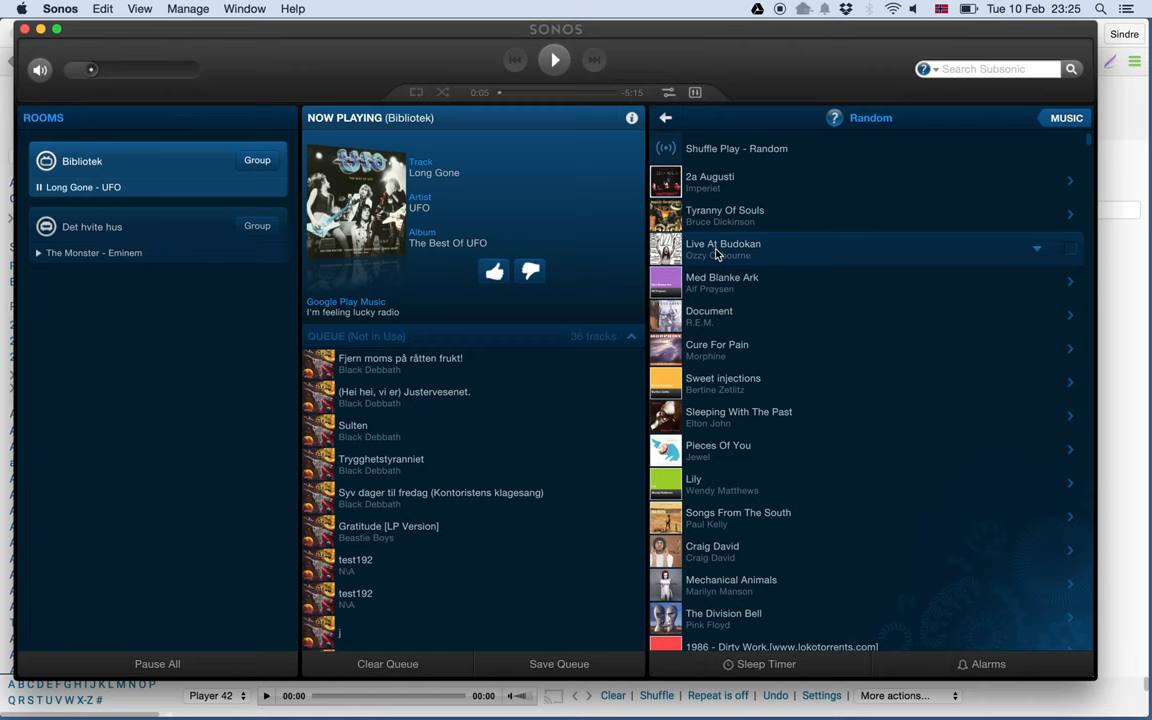 Sonos File Edit View Manage Window Help Tue 10 Feb 23:25
SONOS
Sindre
Search Subsonic
0:05 -5:15
ROOMS
Bibliotek Group
Long Gone - UFO
Det hvite hus Group
The Monster - Eminem
Pause All
NOW PLAYING (Bibliotek)
Track
Long Gone
Artist
UFO
Album
The Best Of UFO
Google Play Music
I'm feeling lucky radio
QUEUE (Not in Use) 36 tracks
Fjern moms på råtten frukt!
Black Debbath
(Hei hei, vi er) Justervesenet.
Black Debbath
Sulten
Black Debbath
Trygghetstyranniet
Black Debbath
Syv dager til fredag (Kontoristens klagesang)
Black Debbath
Gratitude [LP Version]
Beastie Boys
test192
N\A
test192
N\A
j
Clear Queue Save Queue
Random MUSIC
Shuffle Play - Random
2a Augusti
Imperiet
Tyranny Of Souls
Bruce Dickinson
Live At Budokan
Ozzy Osbourne
Med Blanke Ark
Alf Prøysen
Document
R.E.M.
Cure For Pain
Morphine
Sweet injections
Bertine Zetlitz
Sleeping With The Past
Elton John
Pieces Of You
Jewel
Lily
Wendy Matthews
Songs From The South
Paul Kelly
Craig David
Craig David
Mechanical Animals
Marilyn Manson
The Division Bell
Pink Floyd
1986 - Dirty Work.[www.lokotorrents.com]
Sleep Timer Alarms
A B C D E F G H I J K L M N O P
Q R S T U V W X-Z #
Player 42 00:00 00:00 Clear Shuffle Repeat is off Undo Settings More actions...